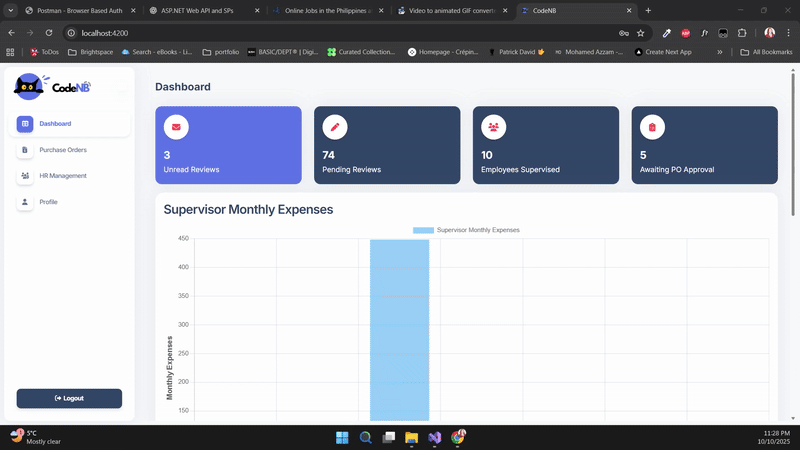 Postman - Browser Based Auth
ASP.NET Web API and SPs
Online Jobs in the Philippines a
Video to animated GIF convert
CodeNB
localhost:4200
ToDos
Brightspace
Search - eBooks - Li...
portfolio
BASIC/DEPT® | Digi...
Curated Collection...
Homepage - Crépin...
Patrick David
Mohamed Azzam -...
Create Next App
All Bookmarks
CodeNB
Dashboard
Purchase Orders
HR Management
Profile
Logout
Dashboard
3
Unread Reviews
74
Pending Reviews
10
Employees Supervised
5
Awaiting PO Approval
Supervisor Monthly Expenses
Supervisor Monthly Expenses
450
400
350
300
250
200
150
Monthly Expenses
5°C
Mostly clear
11:28 PM
10/10/2025